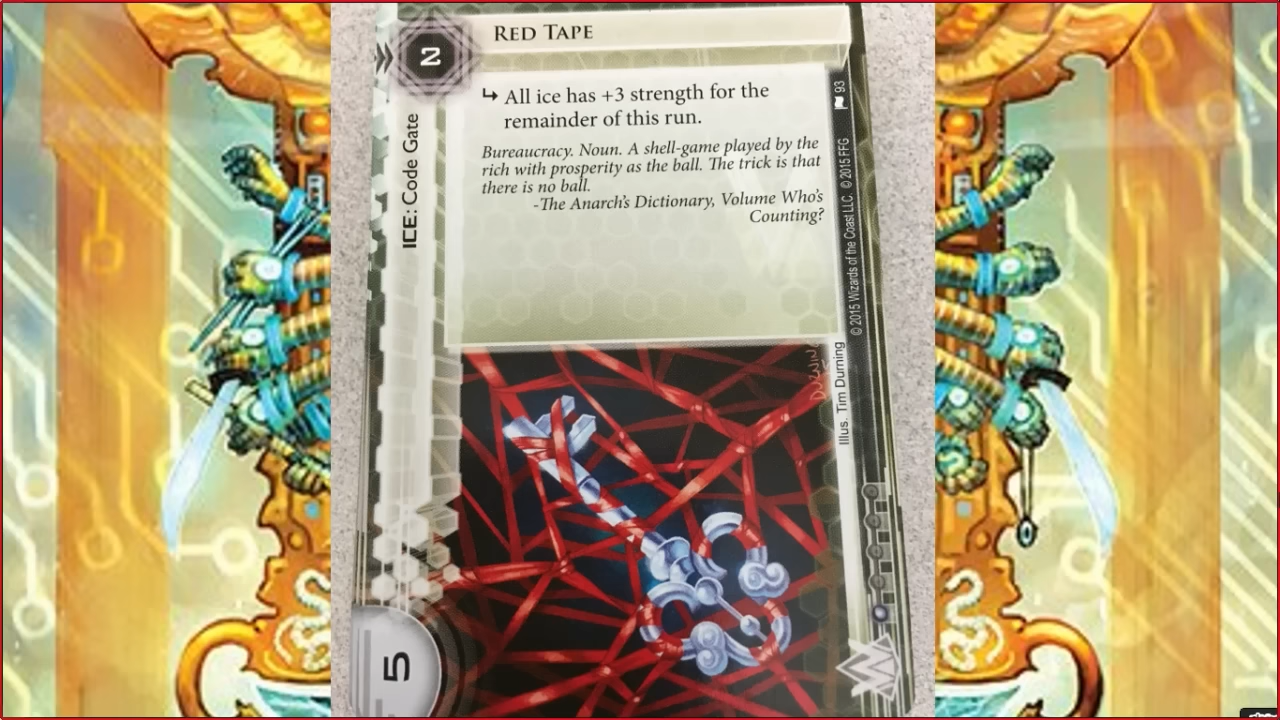 2
RED TAPE
↳ All ice has +3 strength for the
remainder of this run.
Bureaucracy. Noun. A shell-game played by the
rich with prosperity as the ball. The trick is that
there is no ball.
-The Anarch's Dictionary, Volume Who's
Counting?
ICE: Code Gate
5
DURNING
Illus. Tim Durning
© 2015 Wizards of the Coast LLC. © 2015 FFG
93